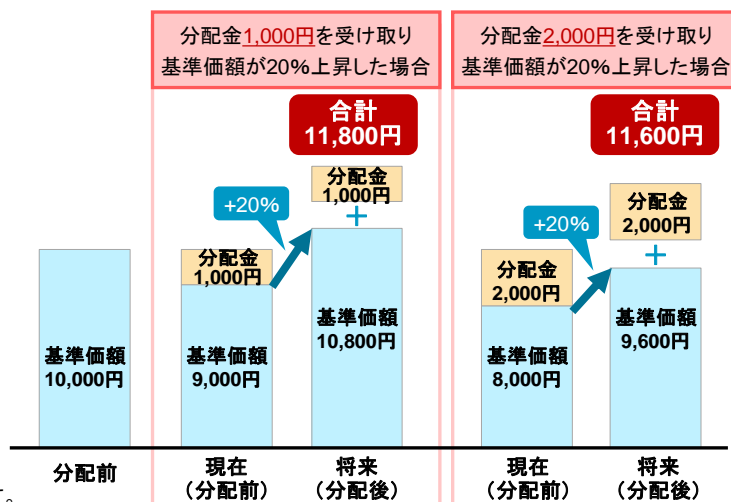 分配金1,000円を受け取り
基準価額が20%上昇した場合
合計
11,800円
分配金
1,000円
+20%
+
分配金
1,000円
基準価額
10,000円
基準価額
9,000円
基準価額
10,800円
分配前
現在
（分配前）
将来
（分配後）
分配金2,000円を受け取り
基準価額が20%上昇した場合
合計
11,600円
分配金
2,000円
+20%
+
分配金
2,000円
基準価額
8,000円
基準価額
9,600円
現在
（分配前）
将来
（分配後）